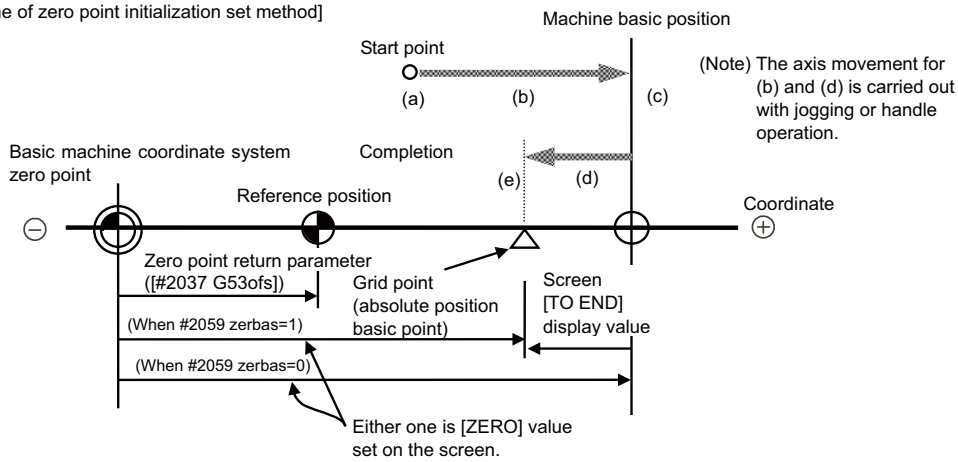 e of zero point initialization set method]
Machine basic position
Start point
(a)
(b)
(c)
(Note) The axis movement for
(b) and (d) is carried out
with jogging or handle
operation.
Basic machine coordinate system
zero point
Completion
(e)
(d)
Reference position
Coordinate
−
+
Zero point return parameter
([#2037 G53ofs])
Grid point
(absolute position
basic point)
Screen
[TO END]
display value
(When #2059 zerbas=1)
(When #2059 zerbas=0)
Either one is [ZERO] value
set on the screen.